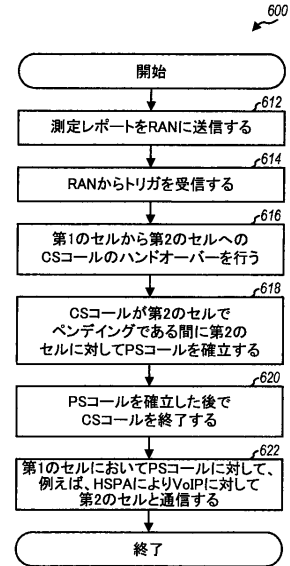 600
開始
612
測定レポートをRANに送信する
614
RANからトリガを受信する
616
第1のセルから第2のセルへの
CSコールのハンドオーバーを行う
618
CSコールが第2のセルで
ペンデイングである間に第2の
セルに対してPSコールを確立する
620
PSコールを確立した後で
CSコールを終了する
622
第1のセルにおいてPSコールに対して、
例えば、HSPAによりVoIPに対して
第2のセルと通信する
終了